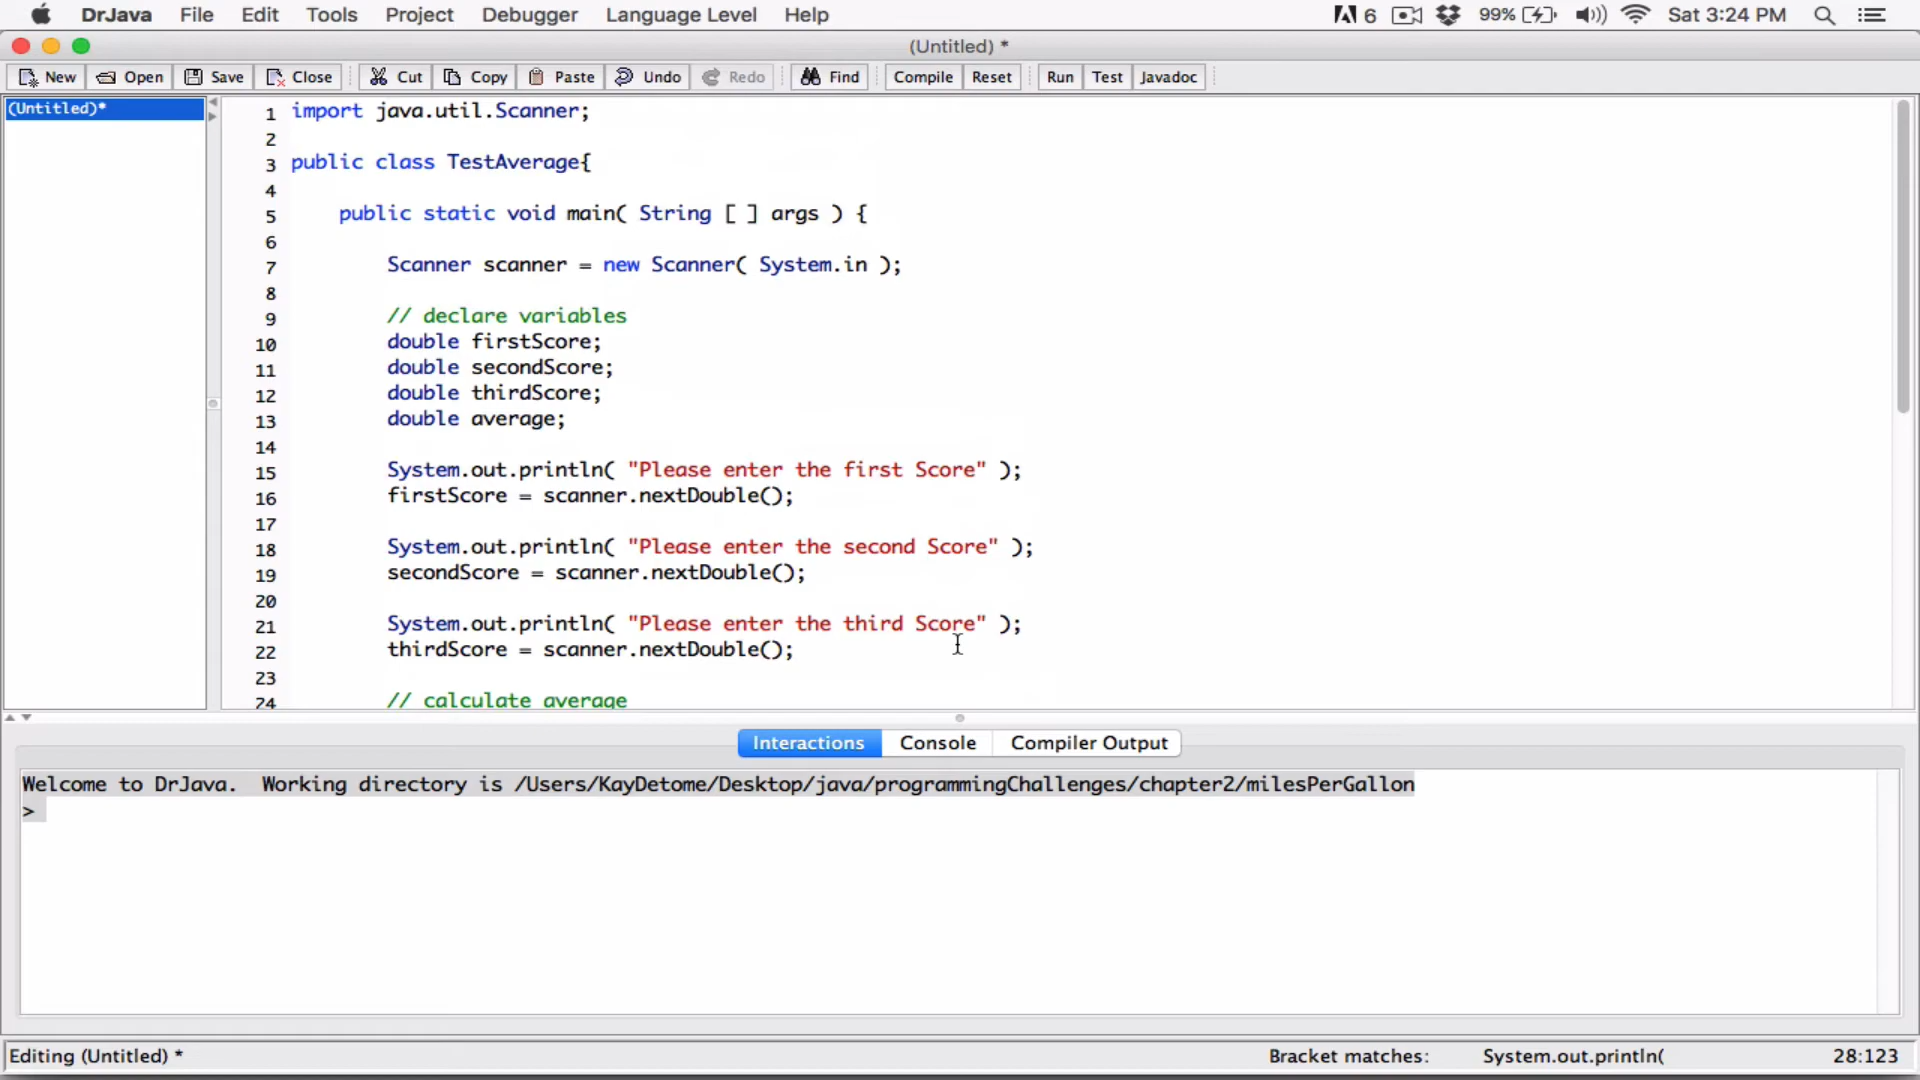 DrJava File Edit Tools Project Debugger Language Level Help 6 99% Sat 3:24 PM
(Untitled) *
New Open Save Close Cut Copy Paste Undo Redo Find Compile Reset Run Test Javadoc
(Untitled)*
1 import java.util.Scanner;
2
3 public class TestAverage{
4
5 public static void main( String [ ] args ) {
6
7 Scanner scanner = new Scanner( System.in );
8
9 // declare variables
10 double firstScore;
11 double secondScore;
12 double thirdScore;
13 double average;
14
15 System.out.println( "Please enter the first Score" );
16 firstScore = scanner.nextDouble();
17
18 System.out.println( "Please enter the second Score" );
19 secondScore = scanner.nextDouble();
20
21 System.out.println( "Please enter the third Score" );
22 thirdScore = scanner.nextDouble();
23
24 // calculate average
Interactions Console Compiler Output
Welcome to DrJava. Working directory is /Users/KayDetome/Desktop/java/programmingChallenges/chapter2/milesPerGallon
>
Editing (Untitled) * Bracket matches: System.out.println( 28:123